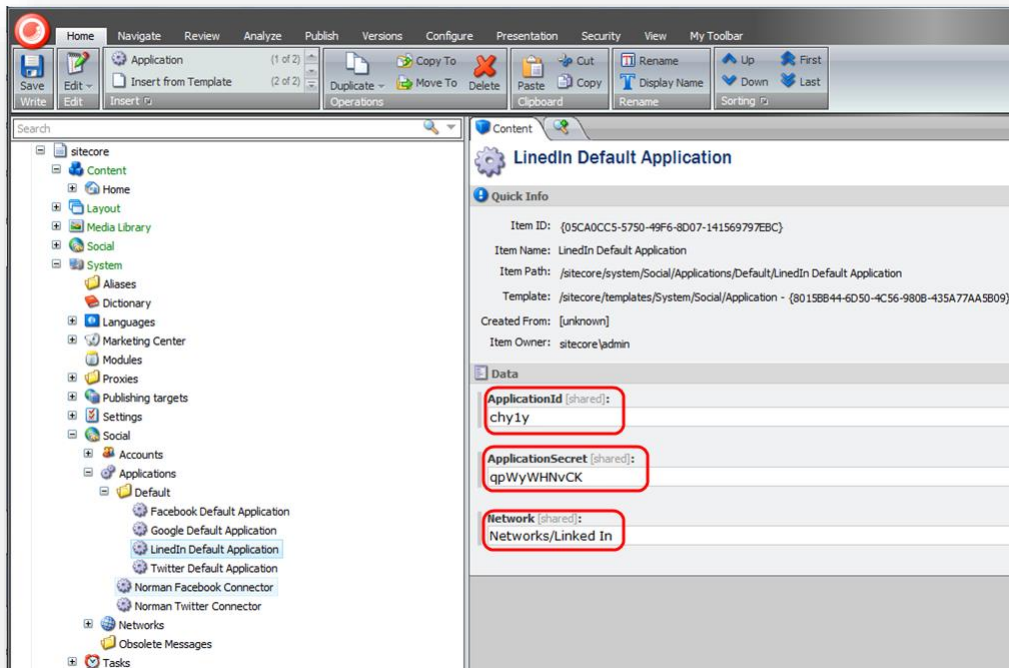 Home Navigate Review Analyze Publish Versions Configure Presentation Security View My Toolbar
Save Edit Application (1 of 2) Duplicate Copy To Delete Paste Cut Rename Up First
Insert from Template (2 of 2) Move To Copy Display Name Down Last
Write Edit Insert Operations Clipboard Rename Sorting
Search
sitecore
Content
Home
Layout
Media Library
Social
System
Aliases
Dictionary
Languages
Marketing Center
Modules
Proxies
Publishing targets
Settings
Social
Accounts
Applications
Default
Facebook Default Application
Google Default Application
LinedIn Default Application
Twitter Default Application
Norman Facebook Connector
Norman Twitter Connector
Networks
Obsolete Messages
Tasks
Content
LinedIn Default Application
Quick Info
Item ID: {05CA0CC5-5750-49F6-8D07-141569797EBC}
Item Name: LinedIn Default Application
Item Path: /sitecore/system/Social/Applications/Default/LinedIn Default Application
Template: /sitecore/templates/System/Social/Application - {8015BB44-6D50-4C56-980B-435A77AA5B09}
Created From: [unknown]
Item Owner: sitecore\admin
Data
ApplicationId [shared]:
chy1y
ApplicationSecret [shared]:
qpWyWHNvCK
Network [shared]:
Networks/Linked In